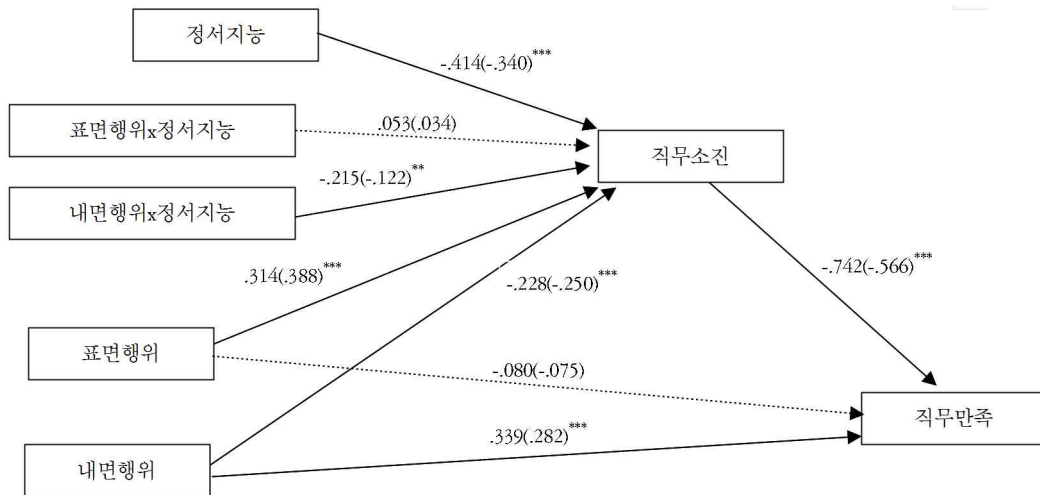 정서지능
-.414(-.340)***
표면행위x정서지능
.053(.034)
직무소진
-.215(-.122)**
내면행위x정서지능
.314(.388)***
-.228(-.250)***
-.742(-.566)***
표면행위
-.080(-.075)
직무만족
.339(.282)***
내면행위